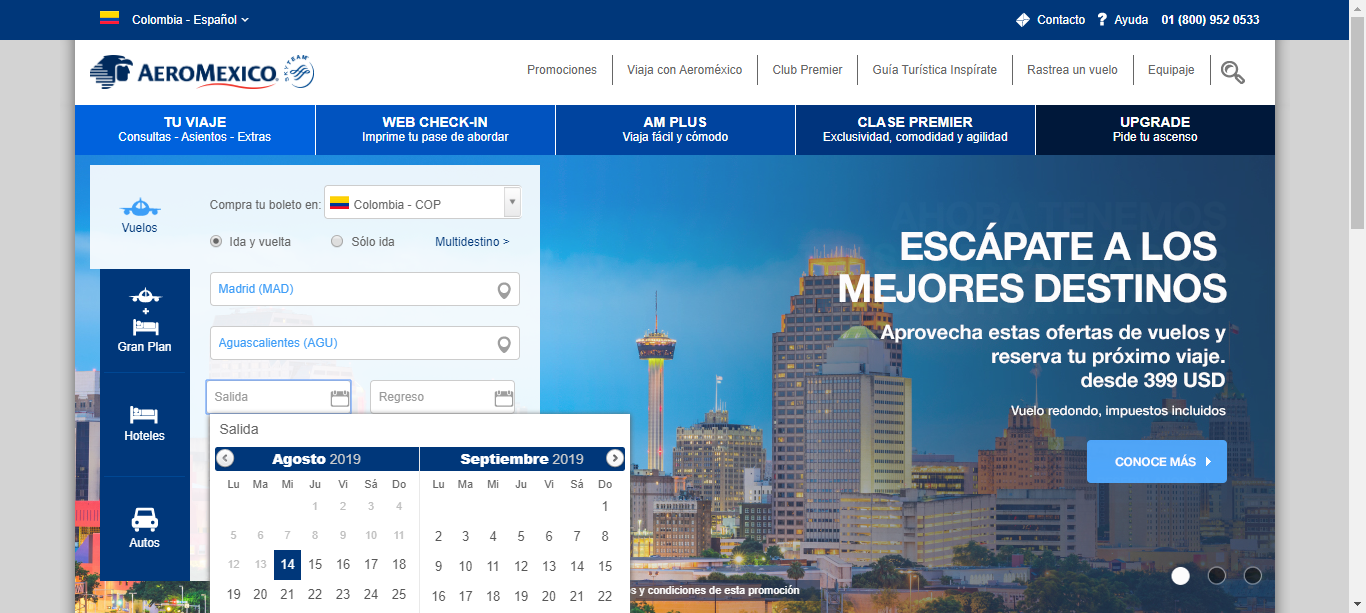 Colombia - Español
Contacto
? Ayuda
01 (800) 952 0533
AEROMEXICO.
SKYTEAM
Promociones
Viaja con Aeroméxico
Club Premier
Guía Turística Inspírate
Rastrea un vuelo
Equipaje
TU VIAJE
Consultas - Asientos - Extras
WEB CHECK-IN
Imprime tu pase de abordar
AM PLUS
Viaja fácil y cómodo
CLASE PREMIER
Exclusividad, comodidad y agilidad
UPGRADE
Pide tu ascenso
Vuelos
+
Gran Plan
Hoteles
Autos
Compra tu boleto en:
Colombia - COP
Ida y vuelta
Sólo ida
Multidestino >
Madrid (MAD)
Aguascalientes (AGU)
Salida
Regreso
Salida
Agosto 2019
Lu Ma Mi Ju Vi Sá Do
1 2 3 4
5 6 7 8 9 10 11
12 13 14 15 16 17 18
19 20 21 22 23 24 25
Septiembre 2019
Lu Ma Mi Ju Vi Sá Do
1
2 3 4 5 6 7 8
9 10 11 12 13 14 15
16 17 18 19 20 21 22
AHORA TENEMOS
ESCÁPATE A LOS
MEJORES DESTINOS
Aprovecha estas ofertas de vuelos y
reserva tu próximo viaje.
desde 399 USD
Vuelo redondo, impuestos incluidos
CONOCE MÁS
y condiciones de esta promoción